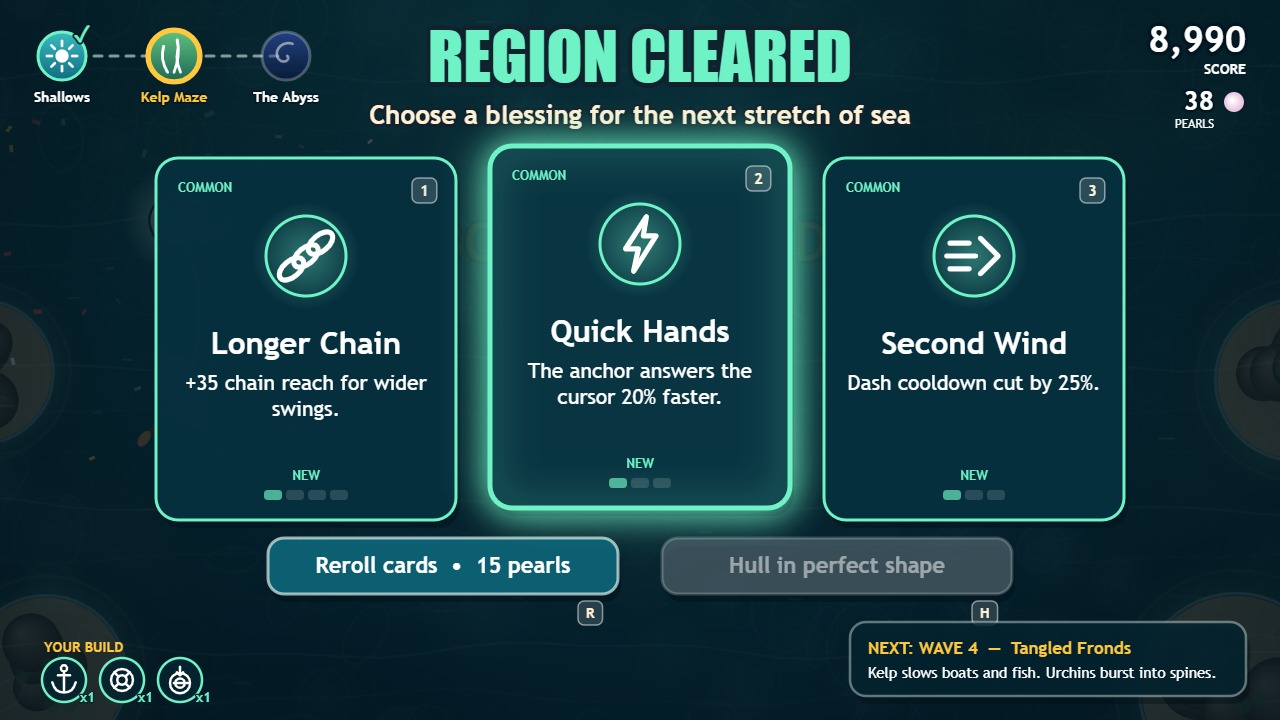 REGION CLEARED
Choose a blessing for the next stretch of sea
Shallows
Kelp Maze
The Abyss
8,990
SCORE
38
PEARLS
COMMON
1
Longer Chain
+35 chain reach for wider
swings.
NEW
COMMON
2
Quick Hands
The anchor answers the
cursor 20% faster.
NEW
COMMON
3
Second Wind
Dash cooldown cut by 25%.
NEW
Reroll cards • 15 pearls
R
Hull in perfect shape
H
YOUR BUILD
x1
x1
x1
NEXT: WAVE 4 — Tangled Fronds
Kelp slows boats and fish. Urchins burst into spines.